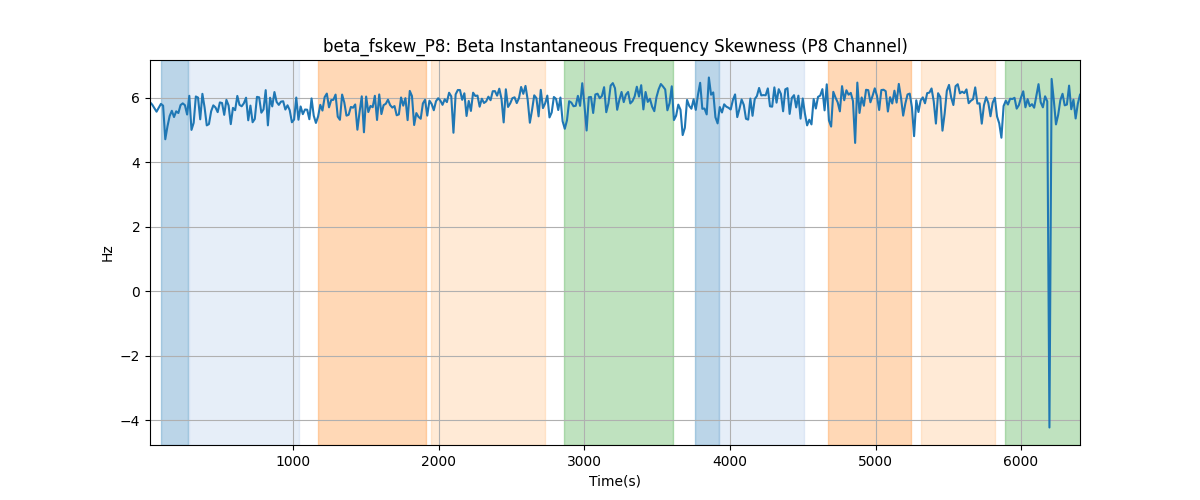 beta_fskew_P8: Beta Instantaneous Frequency Skewness (P8 Channel)
6
4
2
0
−2
−4
Hz
1000 2000 3000 4000 5000 6000
Time(s)